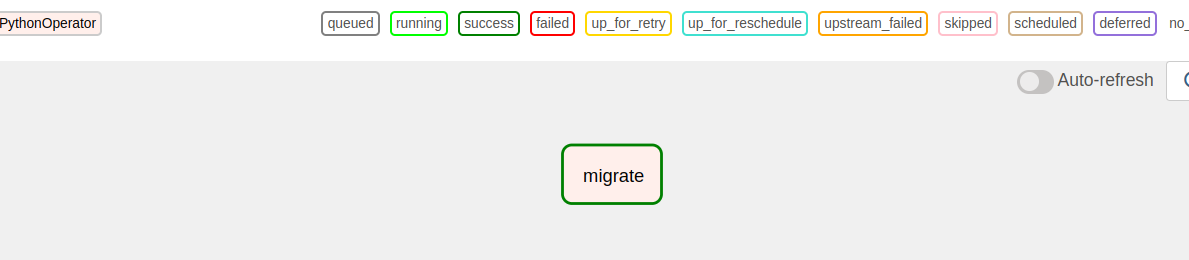 PythonOperator queued running success failed up_for_retry up_for_reschedule upstream_failed skipped scheduled deferred no_
Auto-refresh
migrate